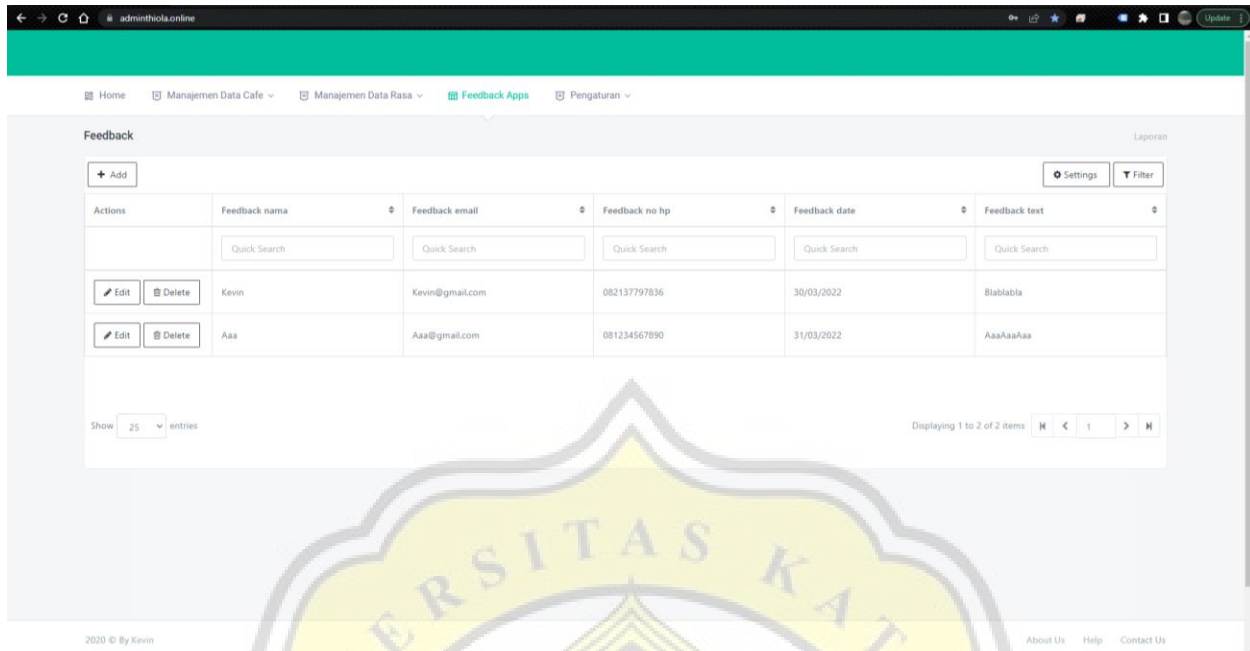 adminthiola.online Update
Home Manajemen Data Cafe Manajemen Data Rasa Feedback Apps Pengaturan
Feedback Laporan
+ Add Settings Filter
Actions Feedback nama Feedback email Feedback no hp Feedback date Feedback text
Quick Search Quick Search Quick Search Quick Search Quick Search
Edit Delete Kevin Kevin@gmail.com 082137797836 30/03/2022 Blablabla
Edit Delete Aaa Aaa@gmail.com 081234567890 31/03/2022 AaaAaaAaa
Show 25 entries Displaying 1 to 2 of 2 items 1
ERSITAS KAT
2020 © By Kevin About Us Help Contact Us